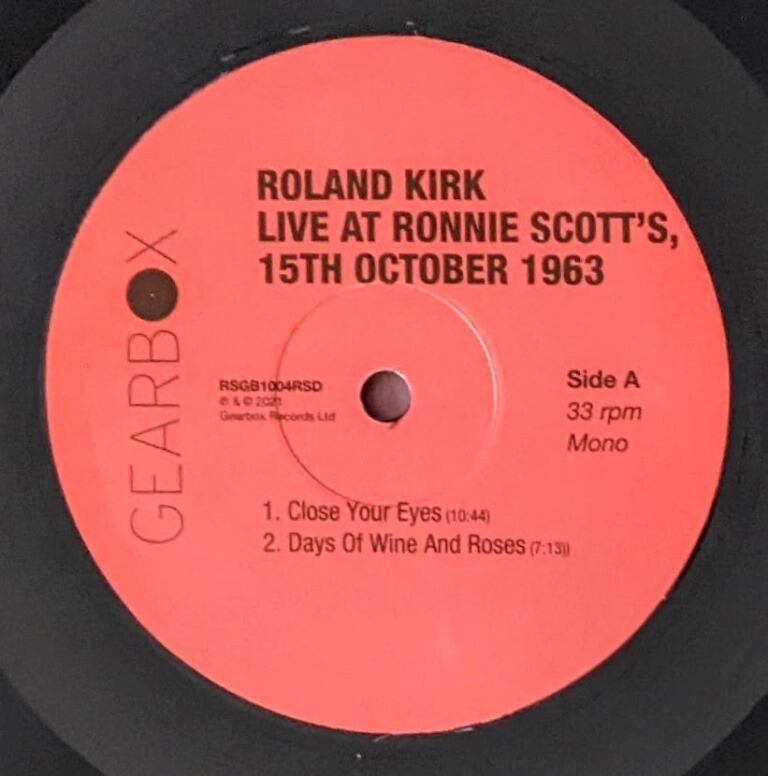 ROLAND KIRK
LIVE AT RONNIE SCOTT'S,
15TH OCTOBER 1963
GEARBOX
RSGB1004RSD
℗ & © 2021
Gearbox Records Ltd
Side A
33 rpm
Mono
1. Close Your Eyes (10:44)
2. Days Of Wine And Roses (7:13))